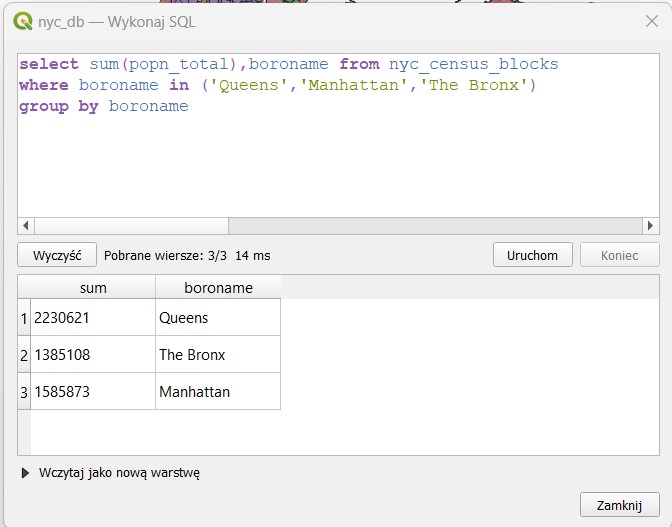 nyc_db — Wykonaj SQL
select sum(popn_total),boroname from nyc_census_blocks
where boroname in ('Queens','Manhattan','The Bronx')
group by boroname
Wyczyść Pobrane wiersze: 3/3 14 ms Uruchom Koniec
sum boroname
1 2230621 Queens
2 1385108 The Bronx
3 1585873 Manhattan
Wczytaj jako nową warstwę
Zamknij